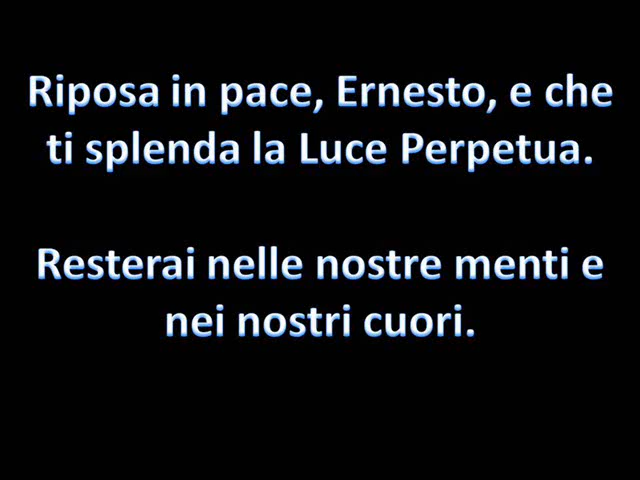 Riposa in pace, Ernesto, e che
ti splenda la Luce Perpetua.
Resterai nelle nostre menti e
nei nostri cuori.